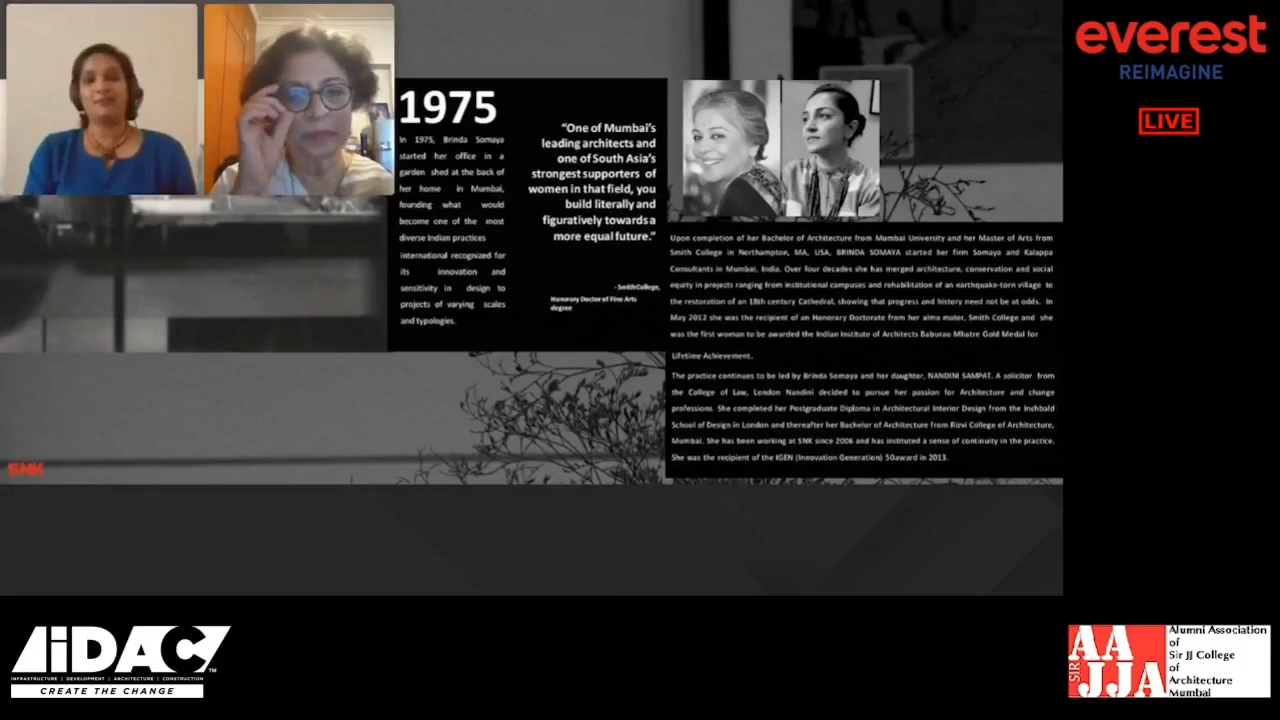 everest
REIMAGINE
LIVE
1975
In 1975, Brinda Somaya
started her office in a
garden shed at the back of
her home in Mumbai,
founding what would
become one of the most
diverse Indian practices
international recognized for
its innovation and
sensitivity in design to
projects of varying scales
and typologies.
“One of Mumbai’s
leading architects and
one of South Asia’s
strongest supporters of
women in that field, you
build literally and
figuratively towards a
more equal future.”
- Smith College,
Honorary Doctor of Fine Arts
degree
Upon completion of her Bachelor of Architecture from Mumbai University and her Master of Arts from
Smith College in Northampton, MA, USA, BRINDA SOMAYA started her firm Somaya and Kalappa
Consultants in Mumbai, India. Over four decades she has merged architecture, conservation and social
equity in projects ranging from institutional campuses and rehabilitation of an earthquake-torn village to
the restoration of an 18th century Cathedral, showing that progress and history need not be at odds. In
May 2012 she was the recipient of an Honorary Doctorate from her alma mater, Smith College and she
was the first woman to be awarded the Indian Institute of Architects Baburao Mhatre Gold Medal for
Lifetime Achievement.
The practice continues to be led by Brinda Somaya and her daughter, NANDINI SAMPAT. A solicitor from
the College of Law, London Nandini decided to pursue her passion for Architecture and change
professions. She completed her Postgraduate Diploma in Architectural Interior Design from the Inchbald
School of Design in London and thereafter her Bachelor of Architecture from Rizvi College of Architecture,
Mumbai. She has been working at SNK since 2006 and has instituted a sense of continuity in the practice.
She was the recipient of the IGEN (Innovation Generation) 50award in 2013.
SNK
iDAC
TM
INFRASTRUCTURE | DEVELOPMENT | ARCHITECTURE | CONSTRUCTION
CREATE THE CHANGE
SIR
AA
JJA
Alumni Association
of
Sir JJ College
of
Architecture
Mumbai